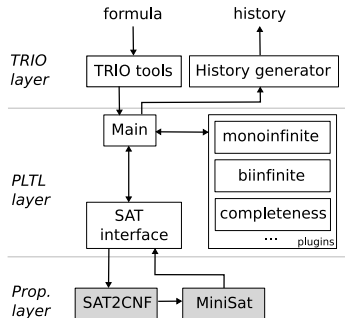 formula
history
TRIO
layer
TRIO tools
History generator
Main
monoinfinite
biinfinite
completeness
...
plugins
PLTL
layer
SAT
interface
Prop.
layer
SAT2CNF
MiniSat